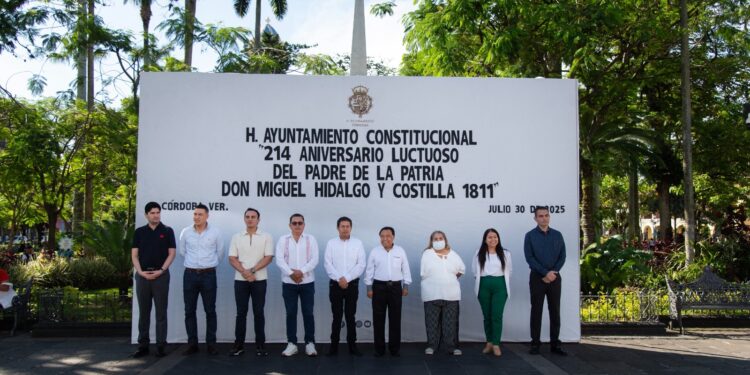 H. AYUNTAMIENTO CONSTITUCIONAL
"214 ANIVERSARIO LUCTUOSO
DEL PADRE DE LA PATRIA
DON MIGUEL HIDALGO Y COSTILLA 1811"
CÓRDOBA VER.
JULIO 30 DE 2025